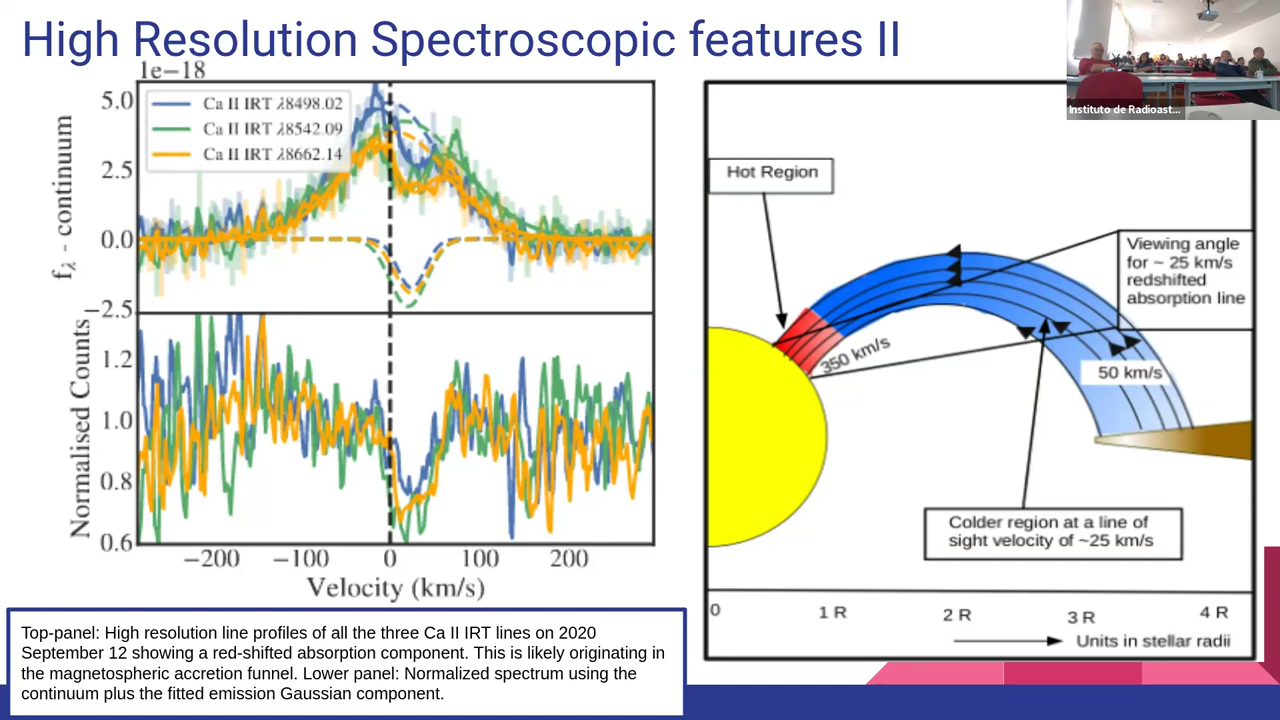 High Resolution Spectroscopic features II
1e−18
Ca II IRT λ8498.02
Ca II IRT λ8542.09
Ca II IRT λ8662.14
5.0
2.5
0.0
−2.5
fλ - continuum
1.2
1.0
0.8
0.6
Normalised Counts
−200 −100 0 100 200
Velocity (km/s)
Top-panel: High resolution line profiles of all the three Ca II IRT lines on 2020
September 12 showing a red-shifted absorption component. This is likely originating in
the magnetospheric accretion funnel. Lower panel: Normalized spectrum using the
continuum plus the fitted emission Gaussian component.
Instituto de Radioast...
Hot Region
Viewing angle
for ~ 25 km/s
redshifted
absorption line
350 km/s
50 km/s
Colder region at a line of
sight velocity of ~25 km/s
0 1 R 2 R 3 R 4 R
Units in stellar radii